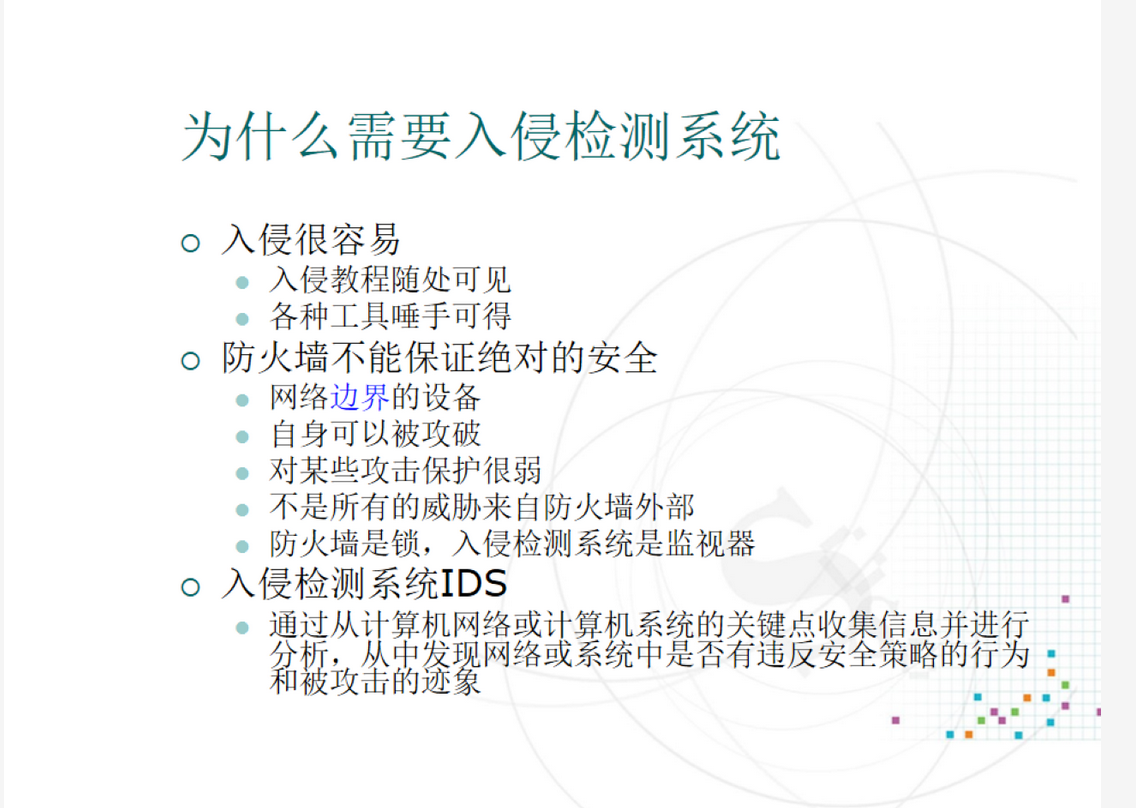 为什么需要入侵检测系统
入侵很容易
入侵教程随处可见
各种工具唾手可得
防火墙不能保证绝对的安全
网络边界的设备
自身可以被攻破
对某些攻击保护很弱
不是所有的威胁来自防火墙外部
防火墙是锁，入侵检测系统是监视器
入侵检测系统IDS
通过从计算机网络或计算机系统的关键点收集信息并进行
分析，从中发现网络或系统中是否有违反安全策略的行为
和被攻击的迹象